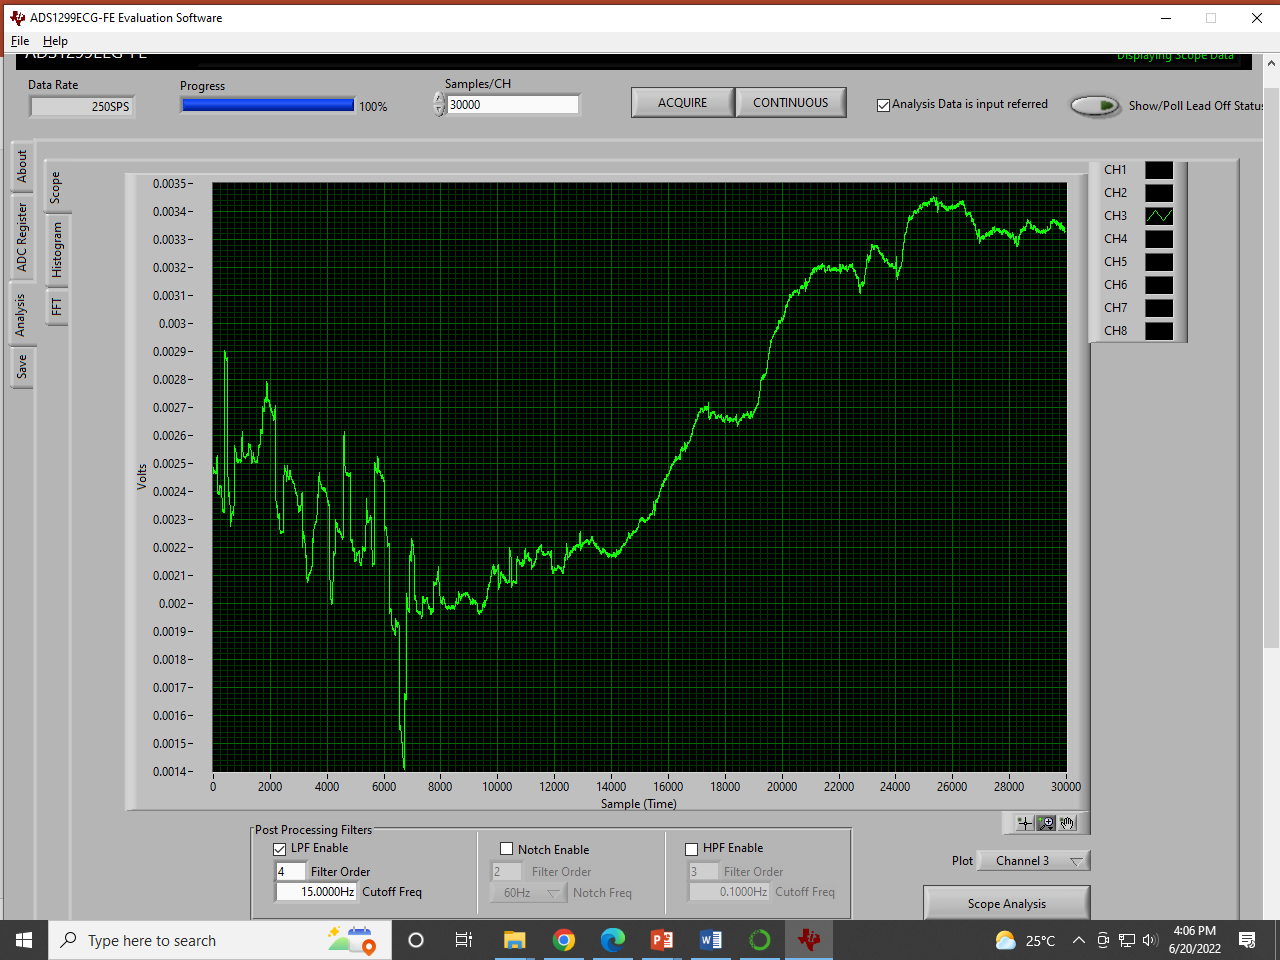 ADS1299ECG-FE Evaluation Software
File Help
ADS1299EEG-FE
Displaying Scope Data
Data Rate
250SPS
Progress
100%
Samples/CH
30000
ACQUIRE
CONTINUOUS
Analysis Data is input referred
Show/Poll Lead Off Status
About
ADC Register
Analysis
Save
Scope
Histogram
FFT
Volts
0.0035
0.0034
0.0033
0.0032
0.0031
0.003
0.0029
0.0028
0.0027
0.0026
0.0025
0.0024
0.0023
0.0022
0.0021
0.002
0.0019
0.0018
0.0017
0.0016
0.0015
0.0014
0 2000 4000 6000 8000 10000 12000 14000 16000 18000 20000 22000 24000 26000 28000 30000
Sample (Time)
CH1
CH2
CH3
CH4
CH5
CH6
CH7
CH8
Post Processing Filters
LPF Enable
4 Filter Order
15.0000Hz Cutoff Freq
Notch Enable
2 Filter Order
60Hz Notch Freq
HPF Enable
3 Filter Order
0.1000Hz Cutoff Freq
Plot Channel 3
Scope Analysis
Type here to search
25°C
4:06 PM
6/20/2022